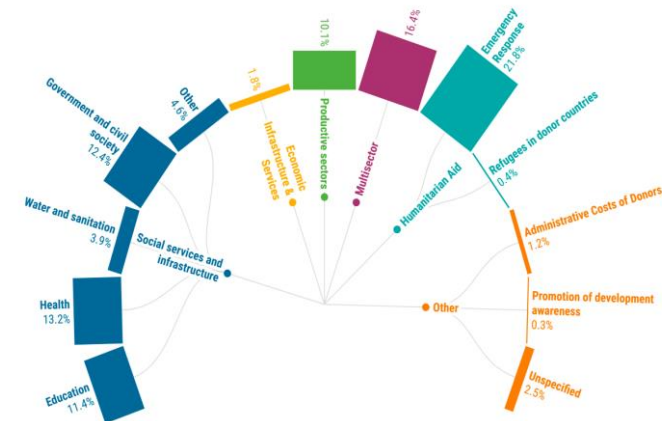 Education
11.4%
Health
13.2%
Water and sanitation
3.9%
Government and civil
society
12.4%
Other
4.6%
Social services and
infrastructure
1.8%
Economic
Infrastructure &
Services
10.1%
Productive sectors
16.4%
Multisector
Emergency
Response
21.8%
Refugees in donor countries
0.4%
Humanitarian Aid
Administrative Costs of Donors
1.2%
Promotion of development
awareness
0.3%
Unspecified
2.5%
Other